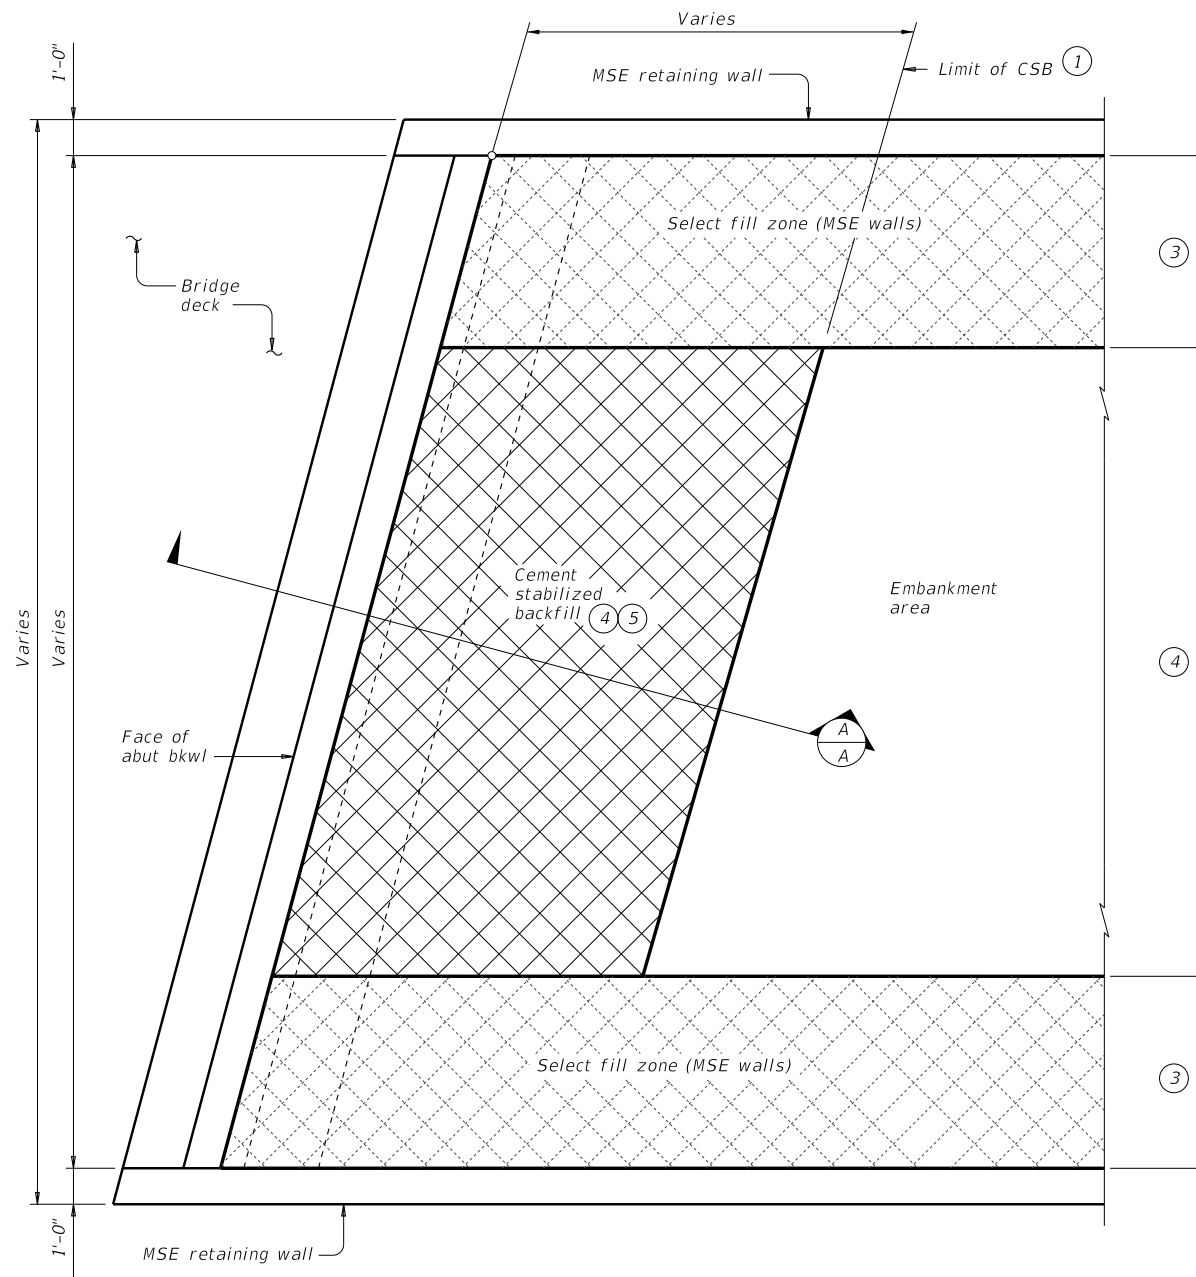 Varies
1'-0"
MSE retaining wall
Limit of CSB 1
Select fill zone (MSE walls)
3
Bridge
deck
Cement
stabilized
backfill 4 5
Embankment
area
Varies
Varies
4
Face of
abut bkwl
A
A
Select fill zone (MSE walls)
3
1'-0"
MSE retaining wall